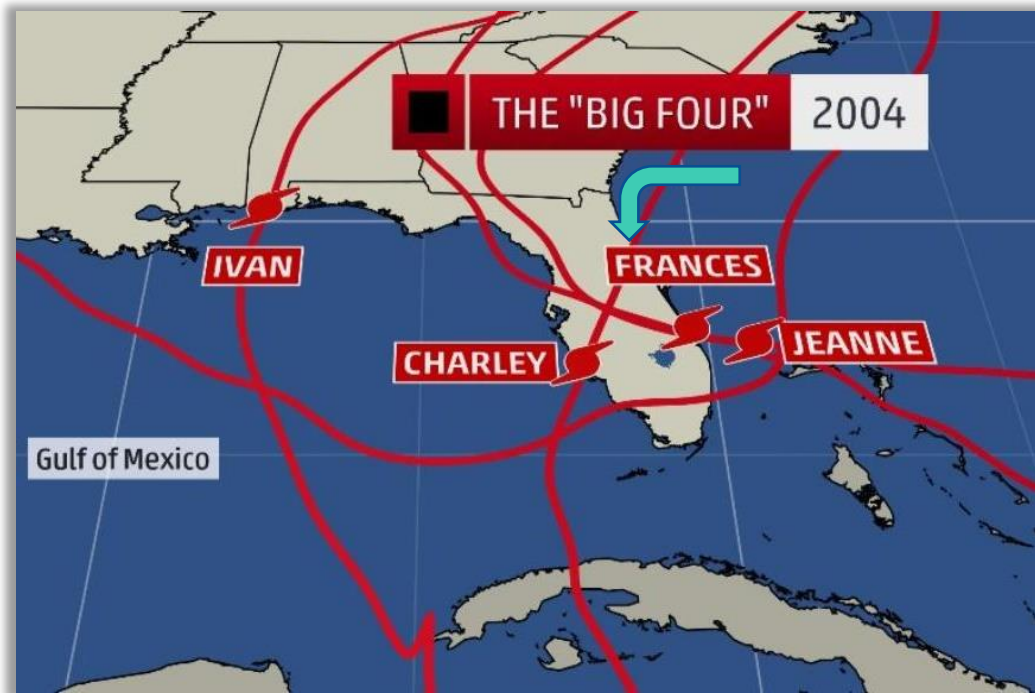 THE "BIG FOUR" 2004
IVAN
FRANCES
CHARLEY
JEANNE
Gulf of Mexico